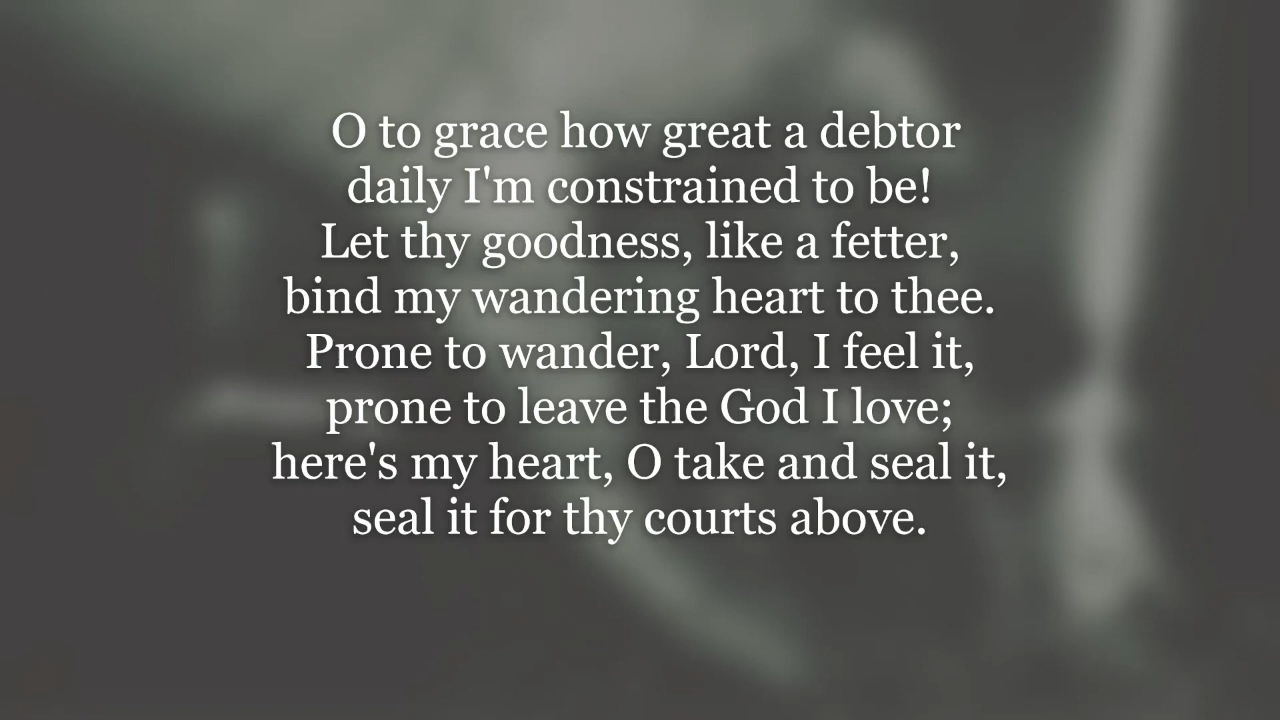 O to grace how great a debtor
daily I'm constrained to be!
Let thy goodness, like a fetter,
bind my wandering heart to thee.
Prone to wander, Lord, I feel it,
prone to leave the God I love;
here's my heart, O take and seal it,
seal it for thy courts above.